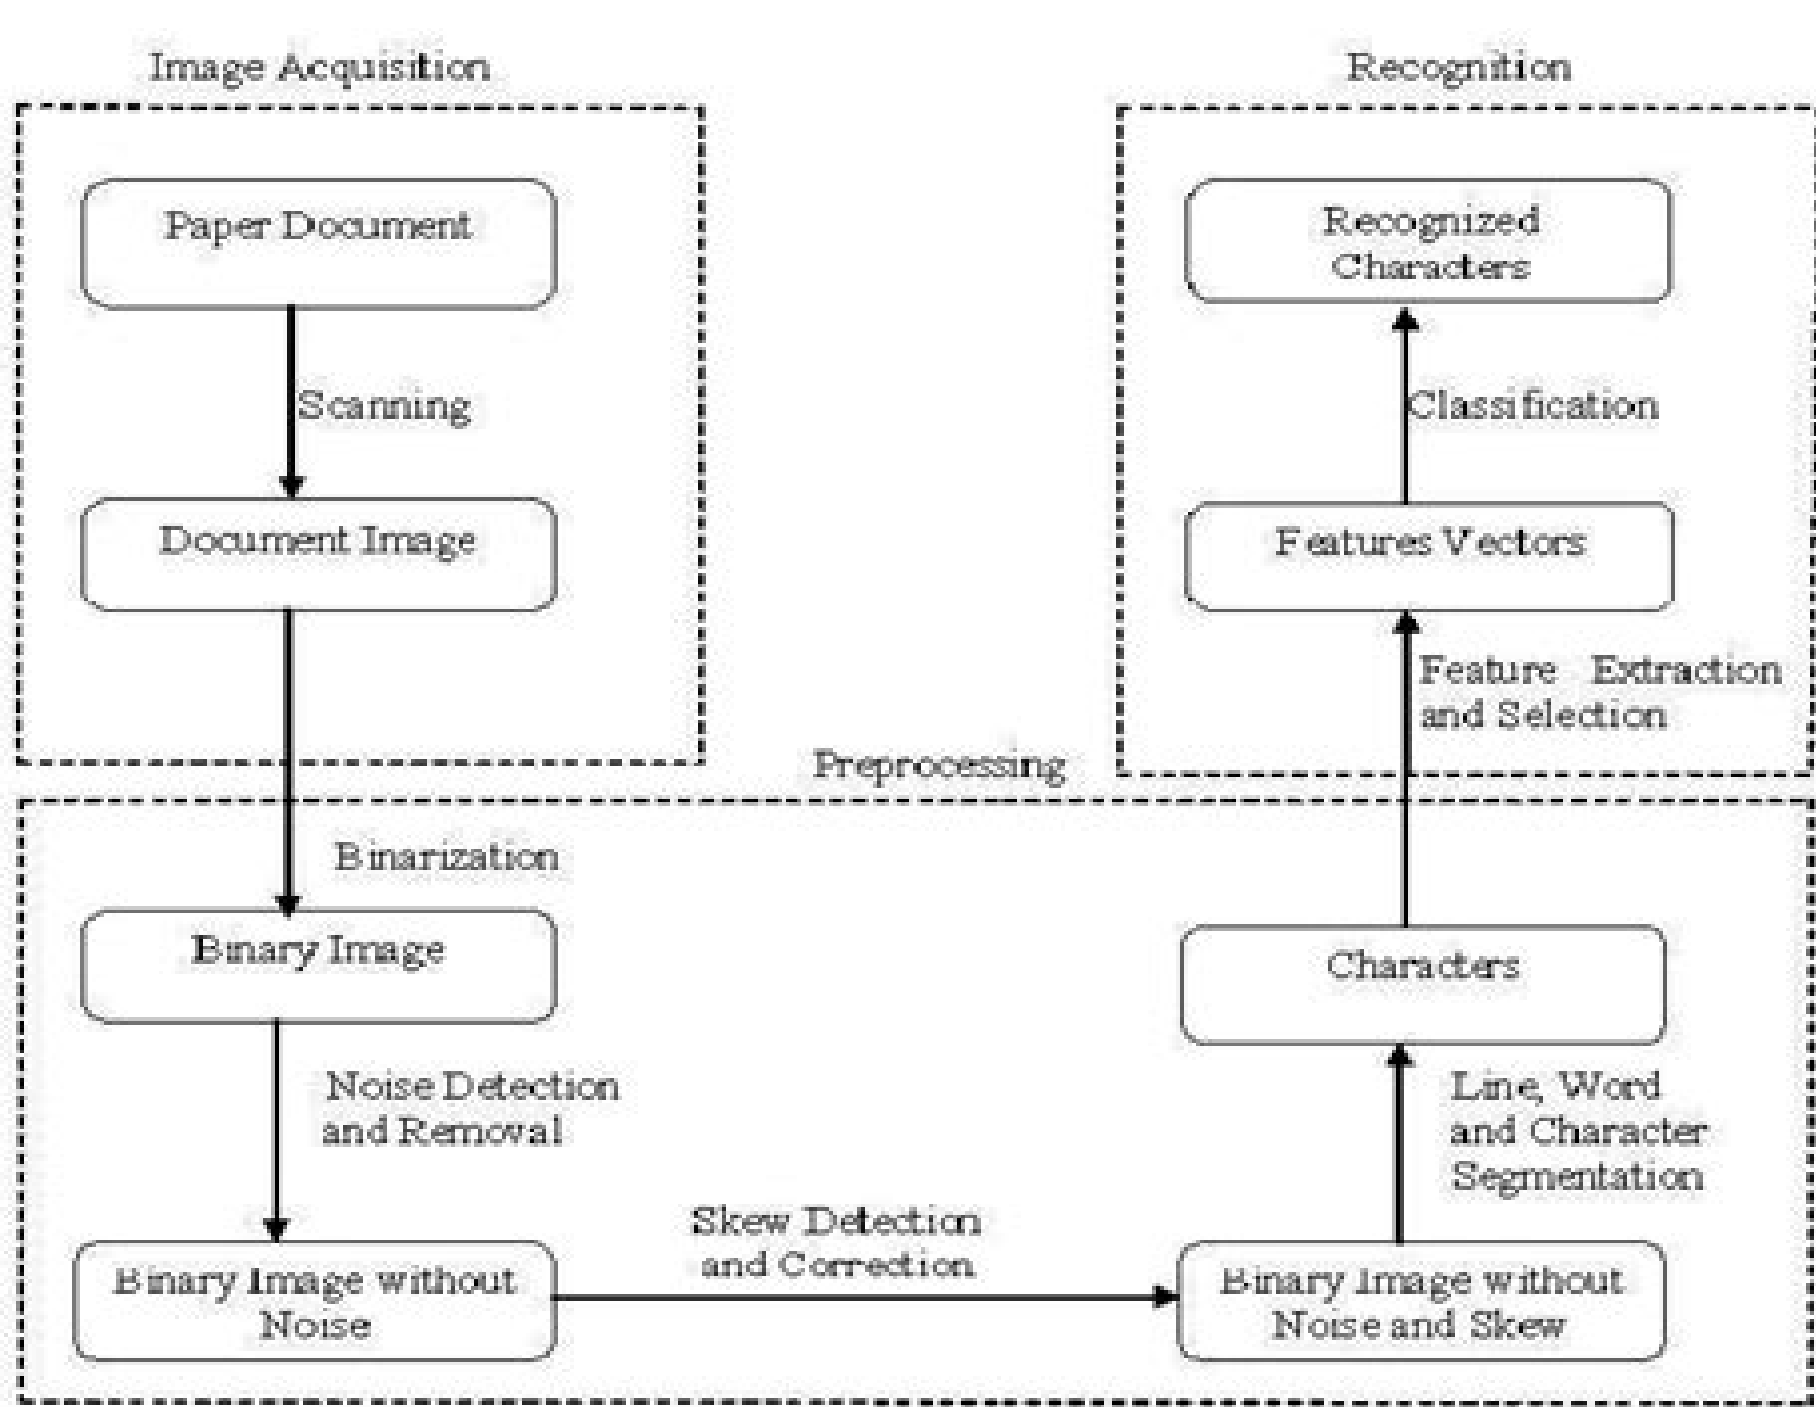 Image Acquisition
Paper Document
Scanning
Document Image
Recognition
Recognized
Characters
Classification
Features Vectors
Feature Extraction
and Selection
Preprocessing
Binarization
Binary Image
Noise Detection
and Removal
Binary Image without
Noise
Skew Detection
and Correction
Binary Image without
Noise and Skew
Line, Word
and Character
Segmentation
Characters